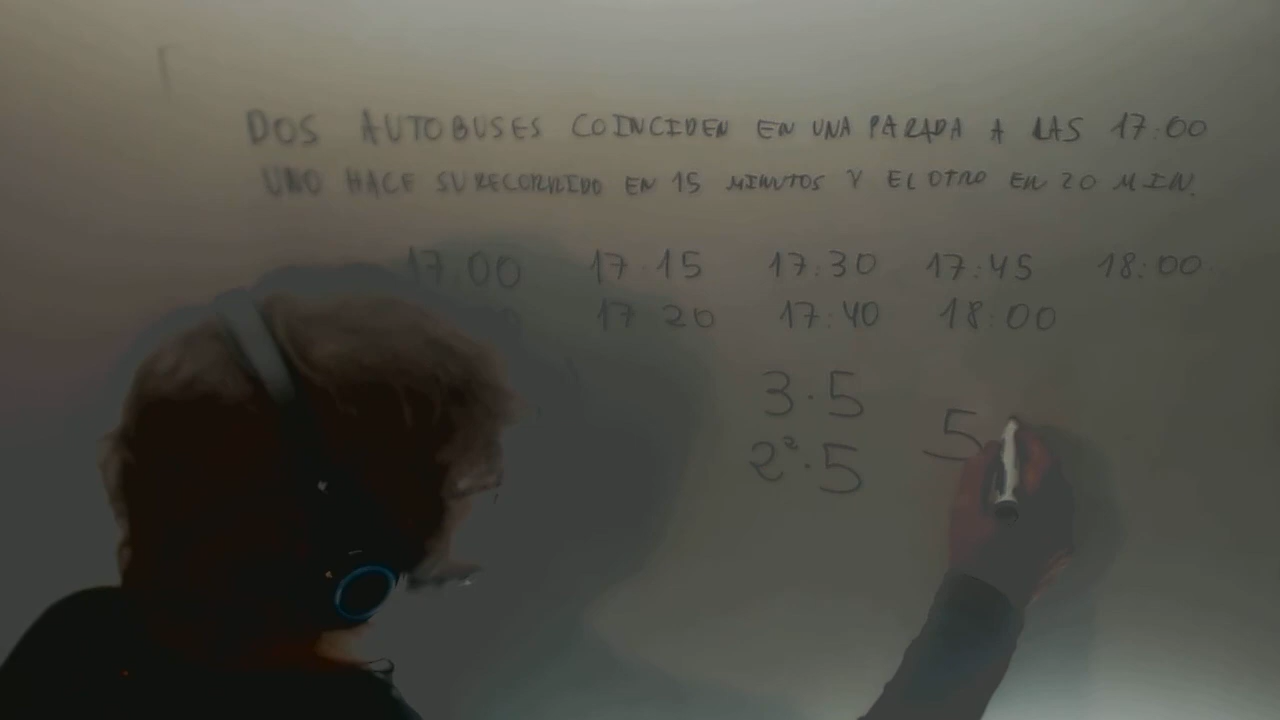 DOS AUTOBUSES COINCIDEN EN UNA PARADA A LAS 17:00
UNO HACE SU RECORRIDO EN 15 MINUTOS Y EL OTRO EN 20 MIN.
17:00 17:15 17:30 17:45 18:00
17:20 17:40 18:00
3·5
2²·5
5